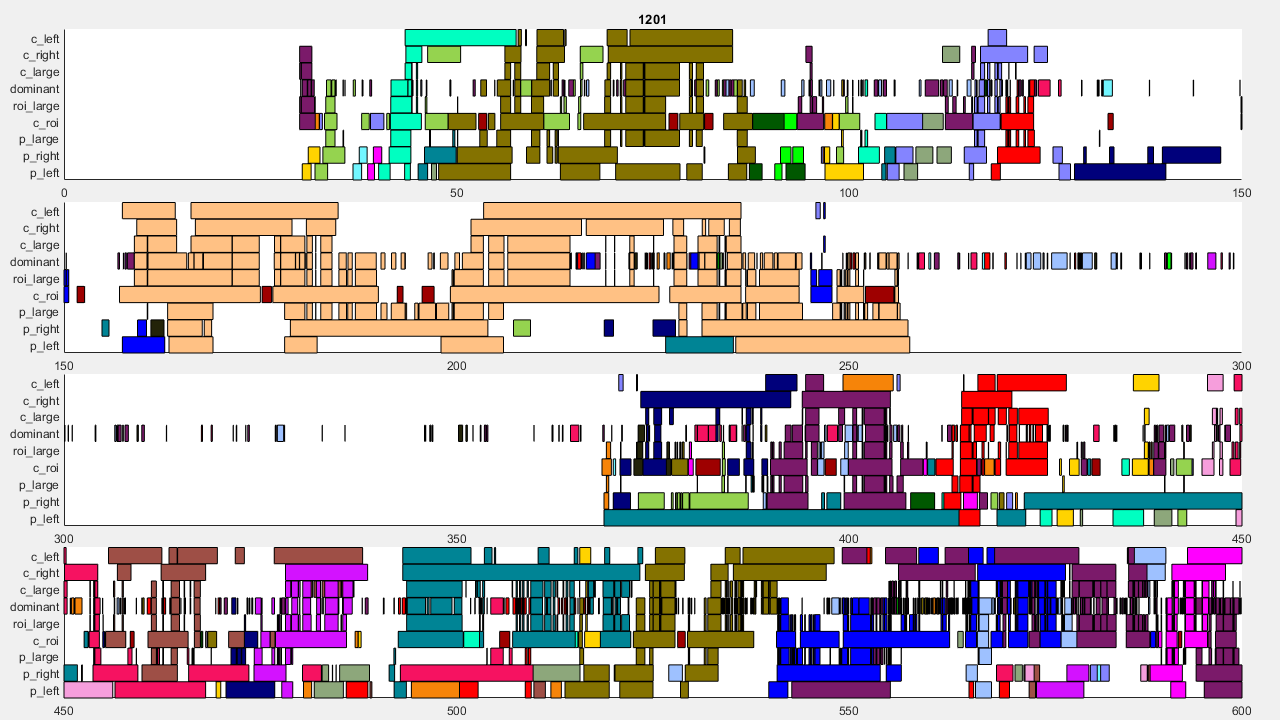 1201
c_left
c_right
c_large
dominant
roi_large
c_roi
p_large
p_right
p_left
0 50 100 150
c_left
c_right
c_large
dominant
roi_large
c_roi
p_large
p_right
p_left
150 200 250 300
c_left
c_right
c_large
dominant
roi_large
c_roi
p_large
p_right
p_left
300 350 400 450
c_left
c_right
c_large
dominant
roi_large
c_roi
p_large
p_right
p_left
450 500 550 600